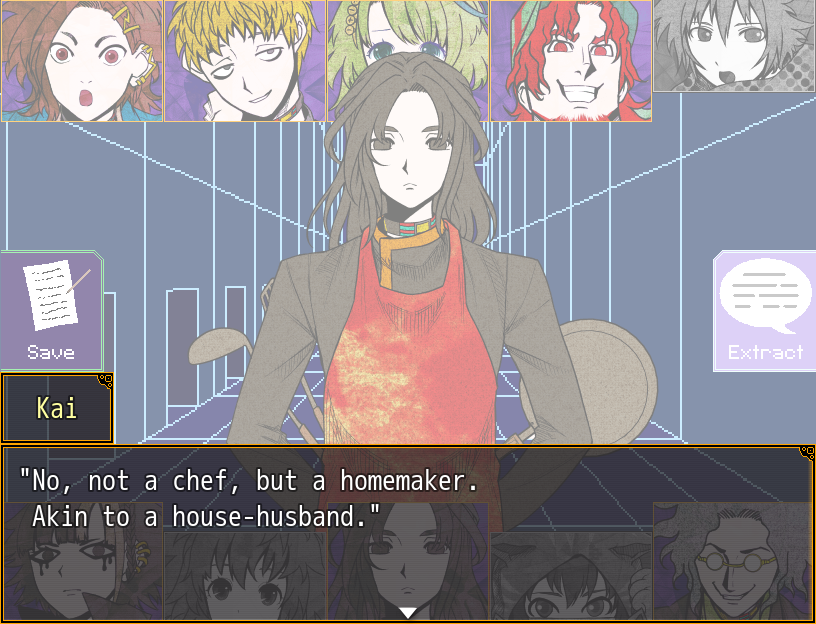 Save
Extract
Kai
"No, not a chef, but a homemaker.
Akin to a house-husband."